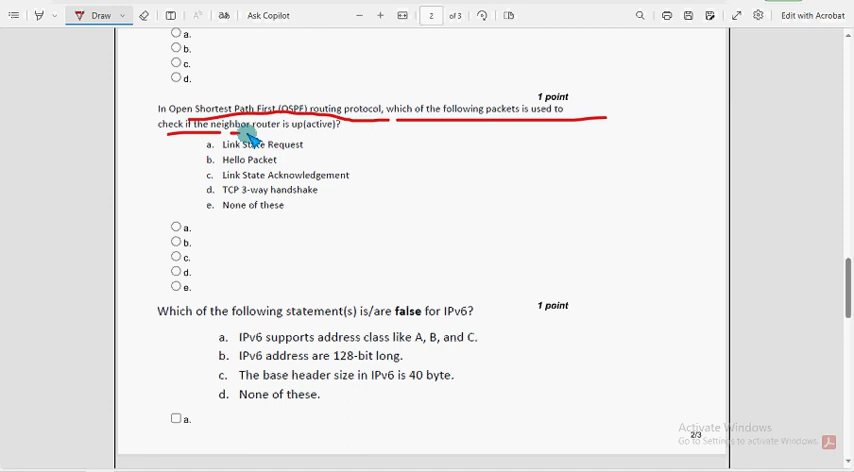 Draw
Ask Copilot
2
of 3
Edit with Acrobat
a.
b.
c.
d.
1 point
In Open Shortest Path First (OSPF) routing protocol, which of the following packets is used to
check if the neighbor router is up(active)?
a. Link State Request
b. Hello Packet
c. Link State Acknowledgement
d. TCP 3-way handshake
e. None of these
a.
b.
c.
d.
e.
1 point
Which of the following statement(s) is/are false for IPv6?
a. IPv6 supports address class like A, B, and C.
b. IPv6 address are 128-bit long.
c. The base header size in IPv6 is 40 byte.
d. None of these.
a.
Activate Windows
2/3
Go to Settings to activate Windows.